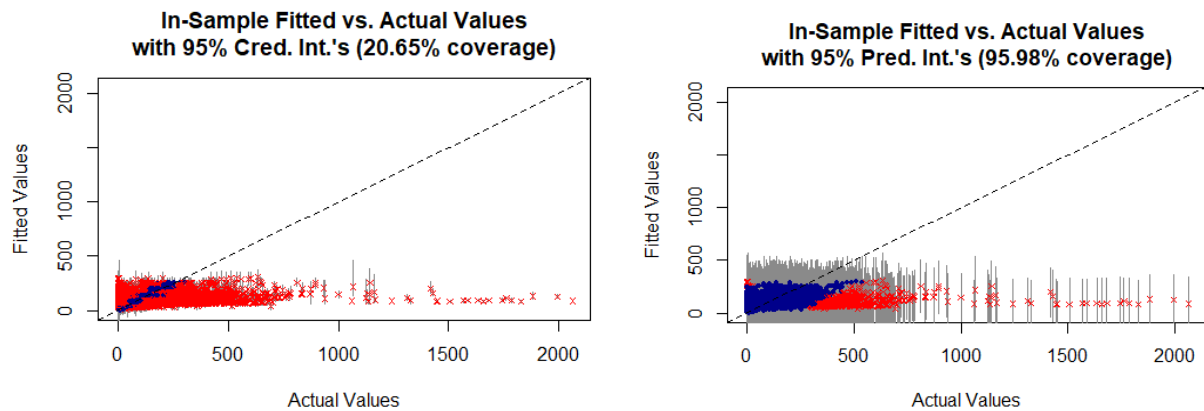 In-Sample Fitted vs. Actual Values
with 95% Cred. Int.'s (20.65% coverage)
2000
1000
500
0
Fitted Values
0
500
1000
1500
2000
Actual Values
In-Sample Fitted vs. Actual Values
with 95% Pred. Int.'s (95.98% coverage)
2000
1000
500
0
Fitted Values
0
500
1000
1500
2000
Actual Values